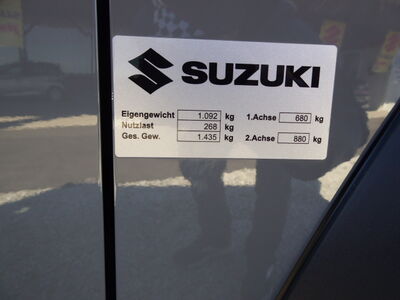 SUZUKI
Eigengewicht 1.092 kg 1.Achse 680 kg
Nutzlast 268 kg
Ges. Gew. 1.435 kg 2.Achse 880 kg